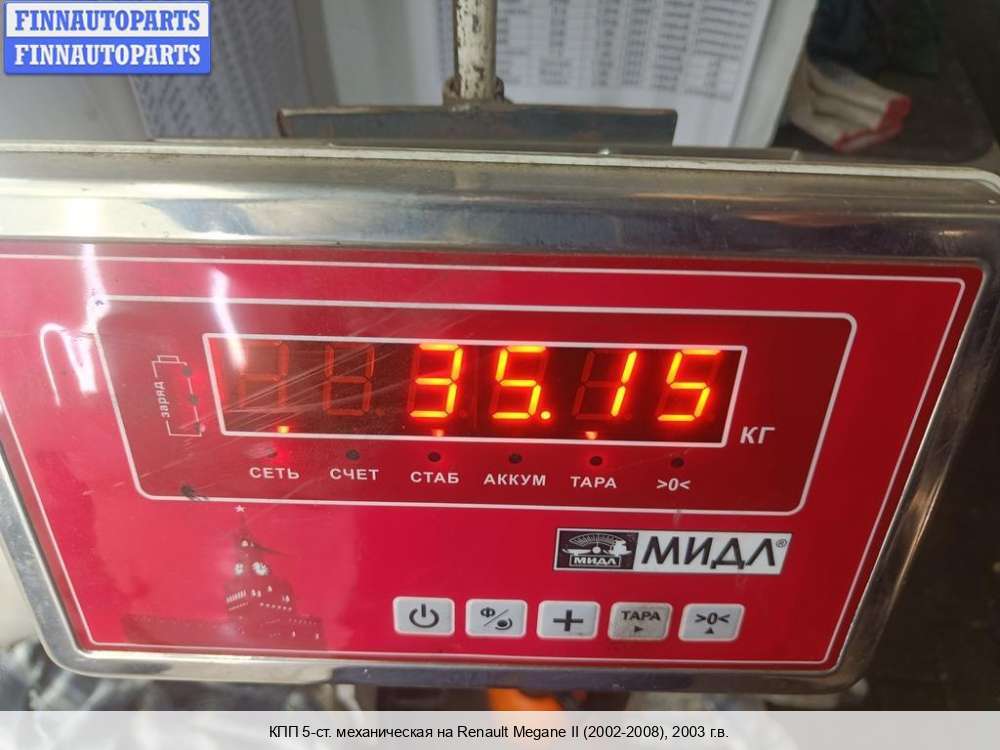 FINNAUTOPARTS
FINNAUTOPARTS
заряд
35.15
КГ
СЕТЬ СЧЕТ СТАБ АККУМ ТАРА >0<
МИДЛ МИДЛ®
Ф ТАРА >0<
КПП 5-ст. механическая на Renault Megane II (2002-2008), 2003 г.в.